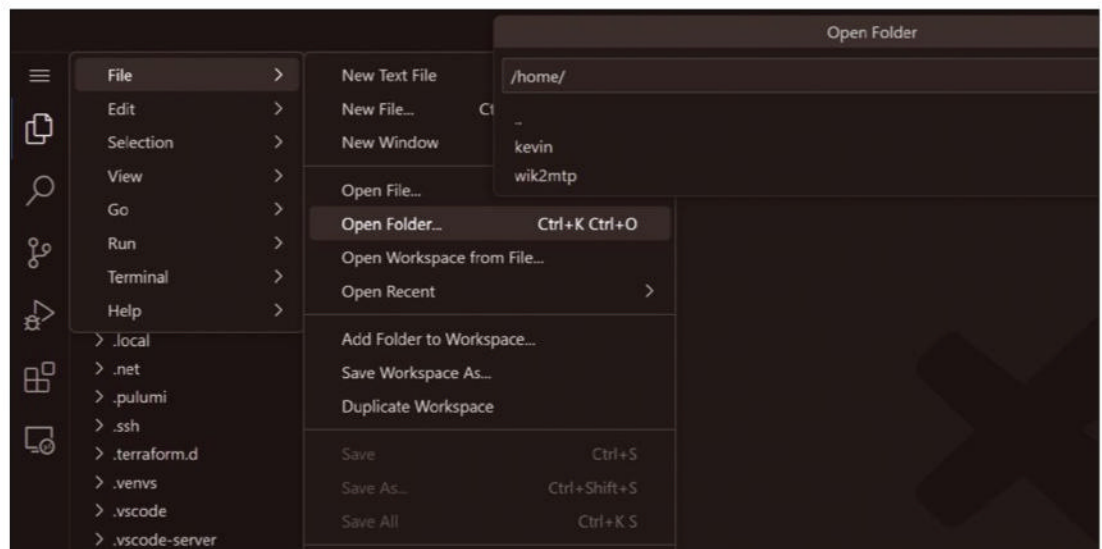 Open Folder
/home/
..
kevin
wik2mtp
File
Edit
Selection
View
Go
Run
Terminal
Help
New Text File
New File...
New Window
Open File...
Open Folder... Ctrl+K Ctrl+O
Open Workspace from File...
Open Recent
Add Folder to Workspace...
Save Workspace As...
Duplicate Workspace
Save Ctrl+S
Save As... Ctrl+Shift+S
Save All Ctrl+K S
.local
.net
.pulumi
.ssh
.terraform.d
.venvs
.vscode
.vscode-server